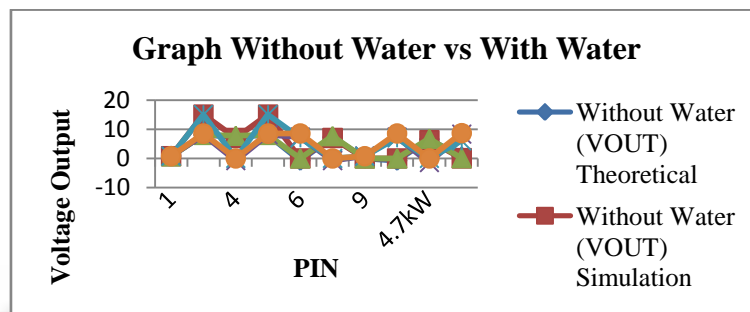 Graph Without Water vs With Water
20
10
0
-10
Voltage Output
1
4
6
9
4.7kW
PIN
Without Water
(VOUT)
Theoretical
Without Water
(VOUT)
Simulation